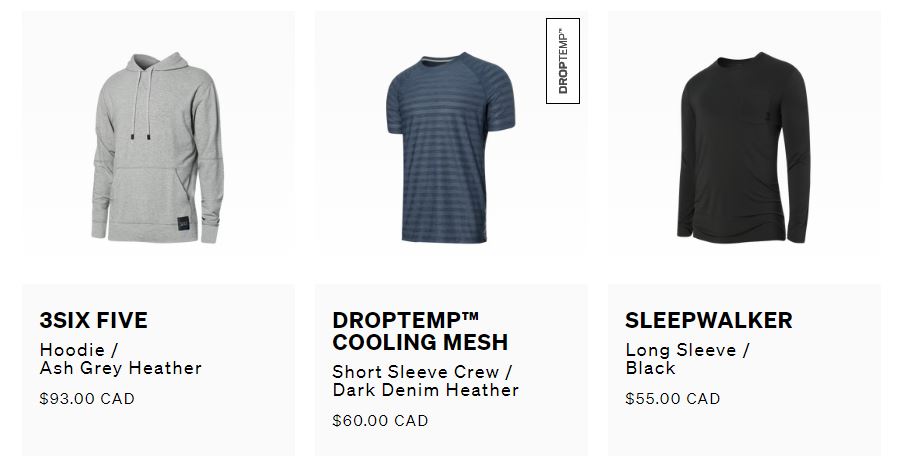 DROPTEMP™
3SIX FIVE
Hoodie /
Ash Grey Heather
$93.00 CAD
DROPTEMP™
COOLING MESH
Short Sleeve Crew /
Dark Denim Heather
$60.00 CAD
SLEEPWALKER
Long Sleeve /
Black
$55.00 CAD